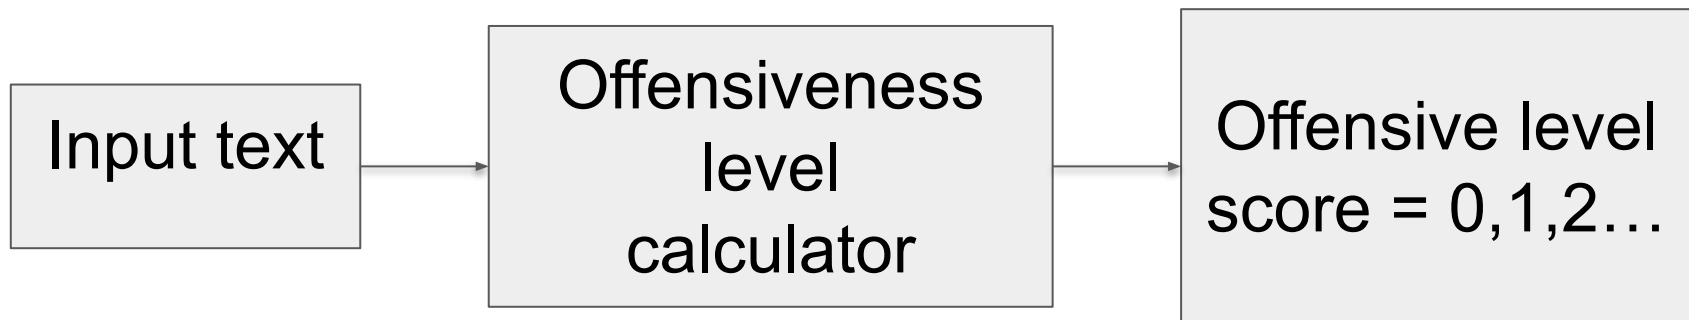 Input text
Offensiveness
level
calculator
Offensive level
score = 0,1,2…